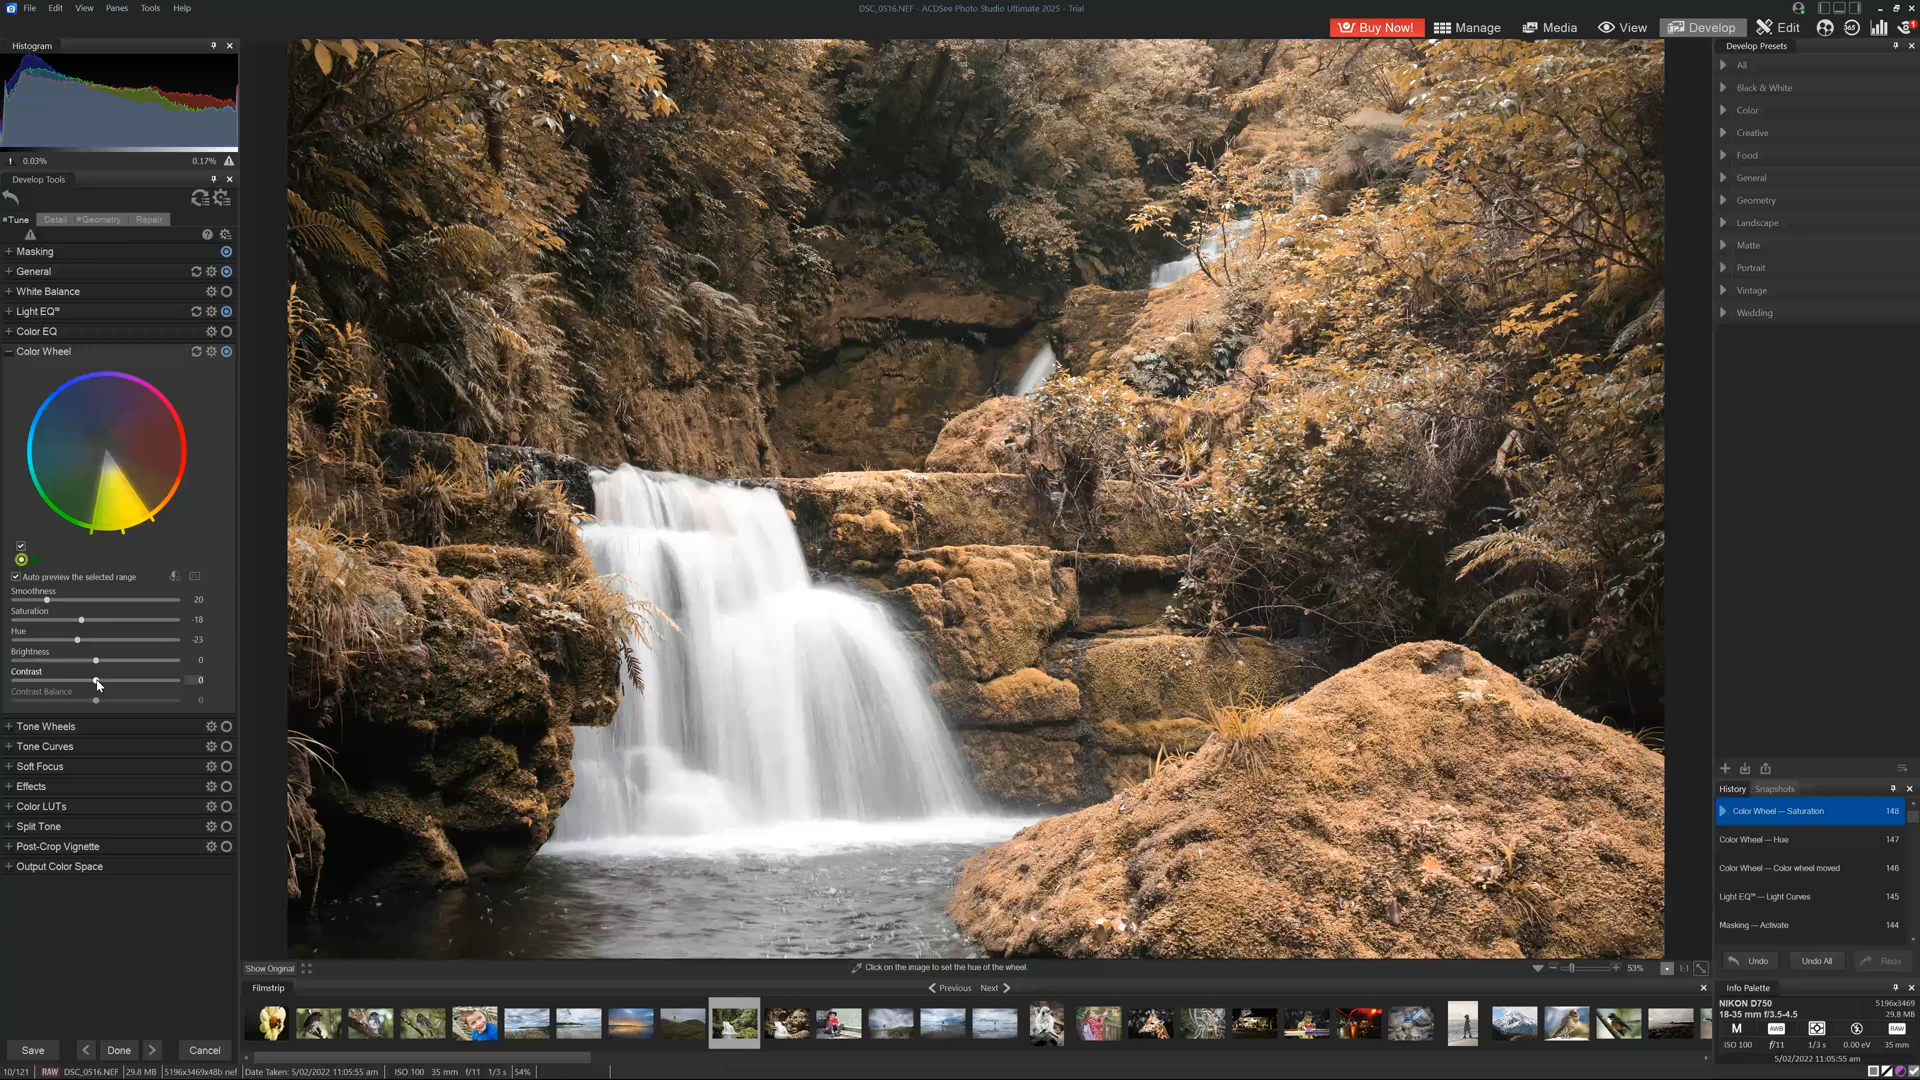 File Edit View Panes Tools Help
DSC_0516.NEF - ACDSee Photo Studio Ultimate 2025 - Trial
Buy Now! Manage Media View Develop Edit 365 1
Histogram
0.03% 0.17%
Develop Tools
Tune Detail Geometry Repair
Masking
General
White Balance
Light EQ™
Color EQ
Color Wheel
Auto preview the selected range
Smoothness
20
Saturation
-18
Hue
-23
Brightness
0
Contrast
0
Contrast Balance
0
Tone Wheels
Tone Curves
Soft Focus
Effects
Color LUTs
Split Tone
Post-Crop Vignette
Output Color Space
Save Done Cancel
Show Original
Click on the image to set the hue of the wheel.
53% 1:1
Filmstrip
Previous Next
Develop Presets
All
Black & White
Color
Creative
Food
General
Geometry
Landscape
Matte
Portrait
Vintage
Wedding
History Snapshots
Color Wheel — Saturation 148
Color Wheel — Hue 147
Color Wheel — Color wheel moved 146
Light EQ™ — Light Curves 145
Masking — Activate 144
Undo Undo All Redo
Info Palette
NIKON D750 5196x3469
18-35 mm f/3.5-4.5 29.8 MB
M AWB RAW
ISO 100 f/11 1/3 s 0.00 eV 35 mm
5/02/2022 11:05:55 am
10/121 RAW DSC_0516.NEF 29.8 MB 5196x3469x48b nef Date Taken: 5/02/2022 11:05:55 am ISO 100 35 mm f/11 1/3 s 54%